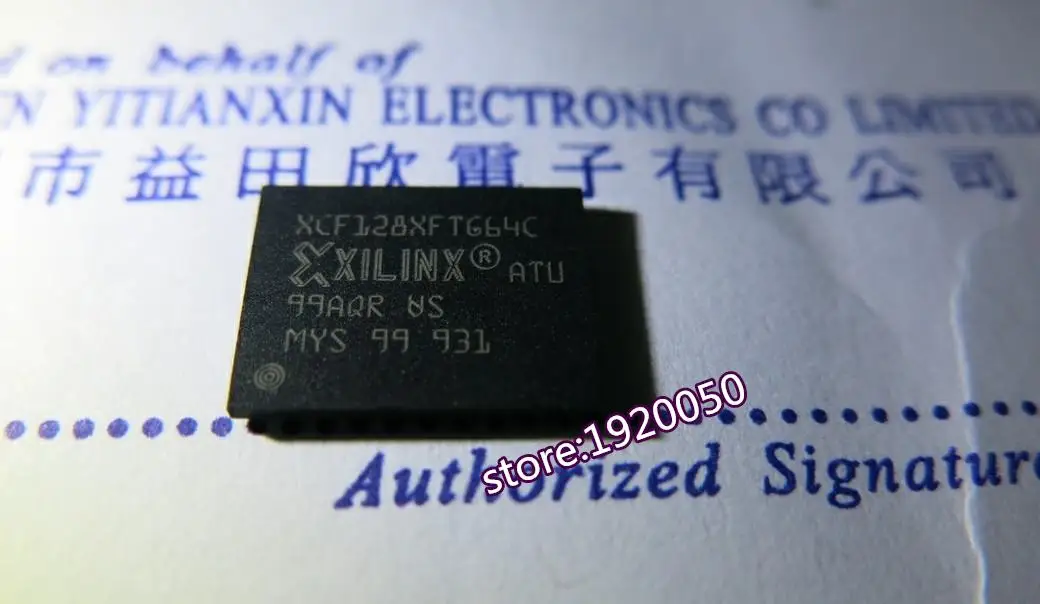 on behalf of
YITIANXIN ELECTRONICS CO LIMITED
市益田欣電子有限公司
XCF128XFTG64C
XILINX® ATU
99AQR VS
MYS 99 931
store:1920050
Authorized Signature